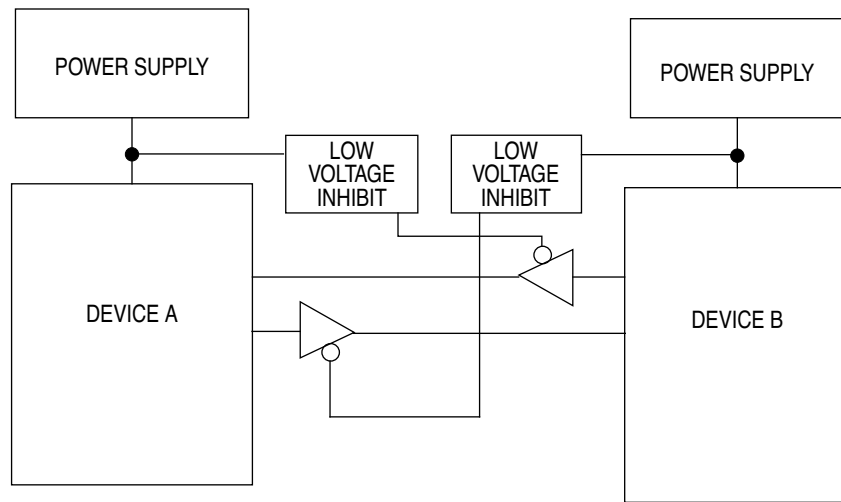 POWER SUPPLY
POWER SUPPLY
LOW
VOLTAGE
INHIBIT
LOW
VOLTAGE
INHIBIT
DEVICE A
DEVICE B